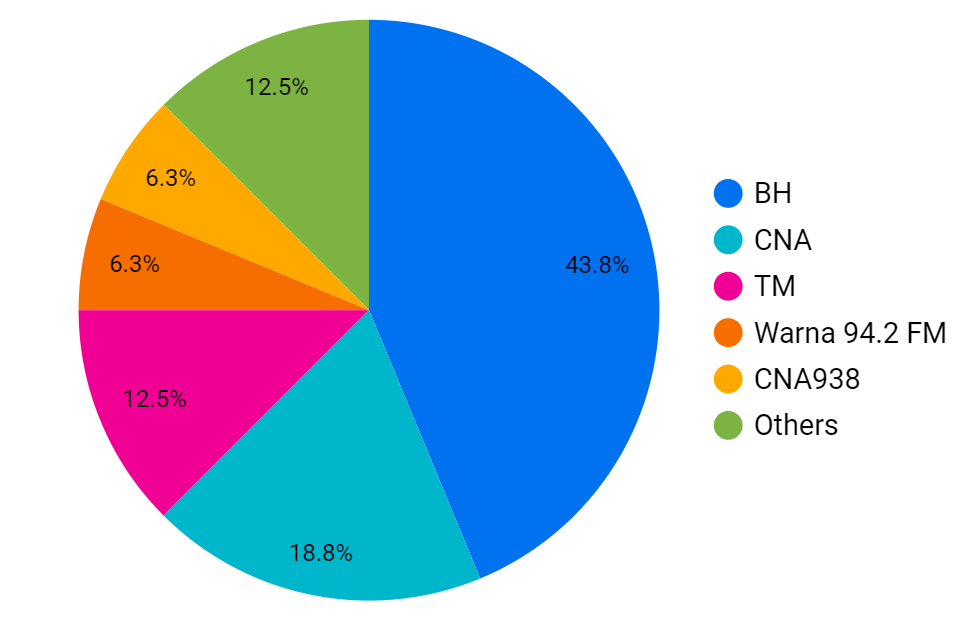 12.5%
6.3%
6.3%
43.8%
12.5%
18.8%
BH
CNA
TM
Warna 94.2 FM
CNA938
Others